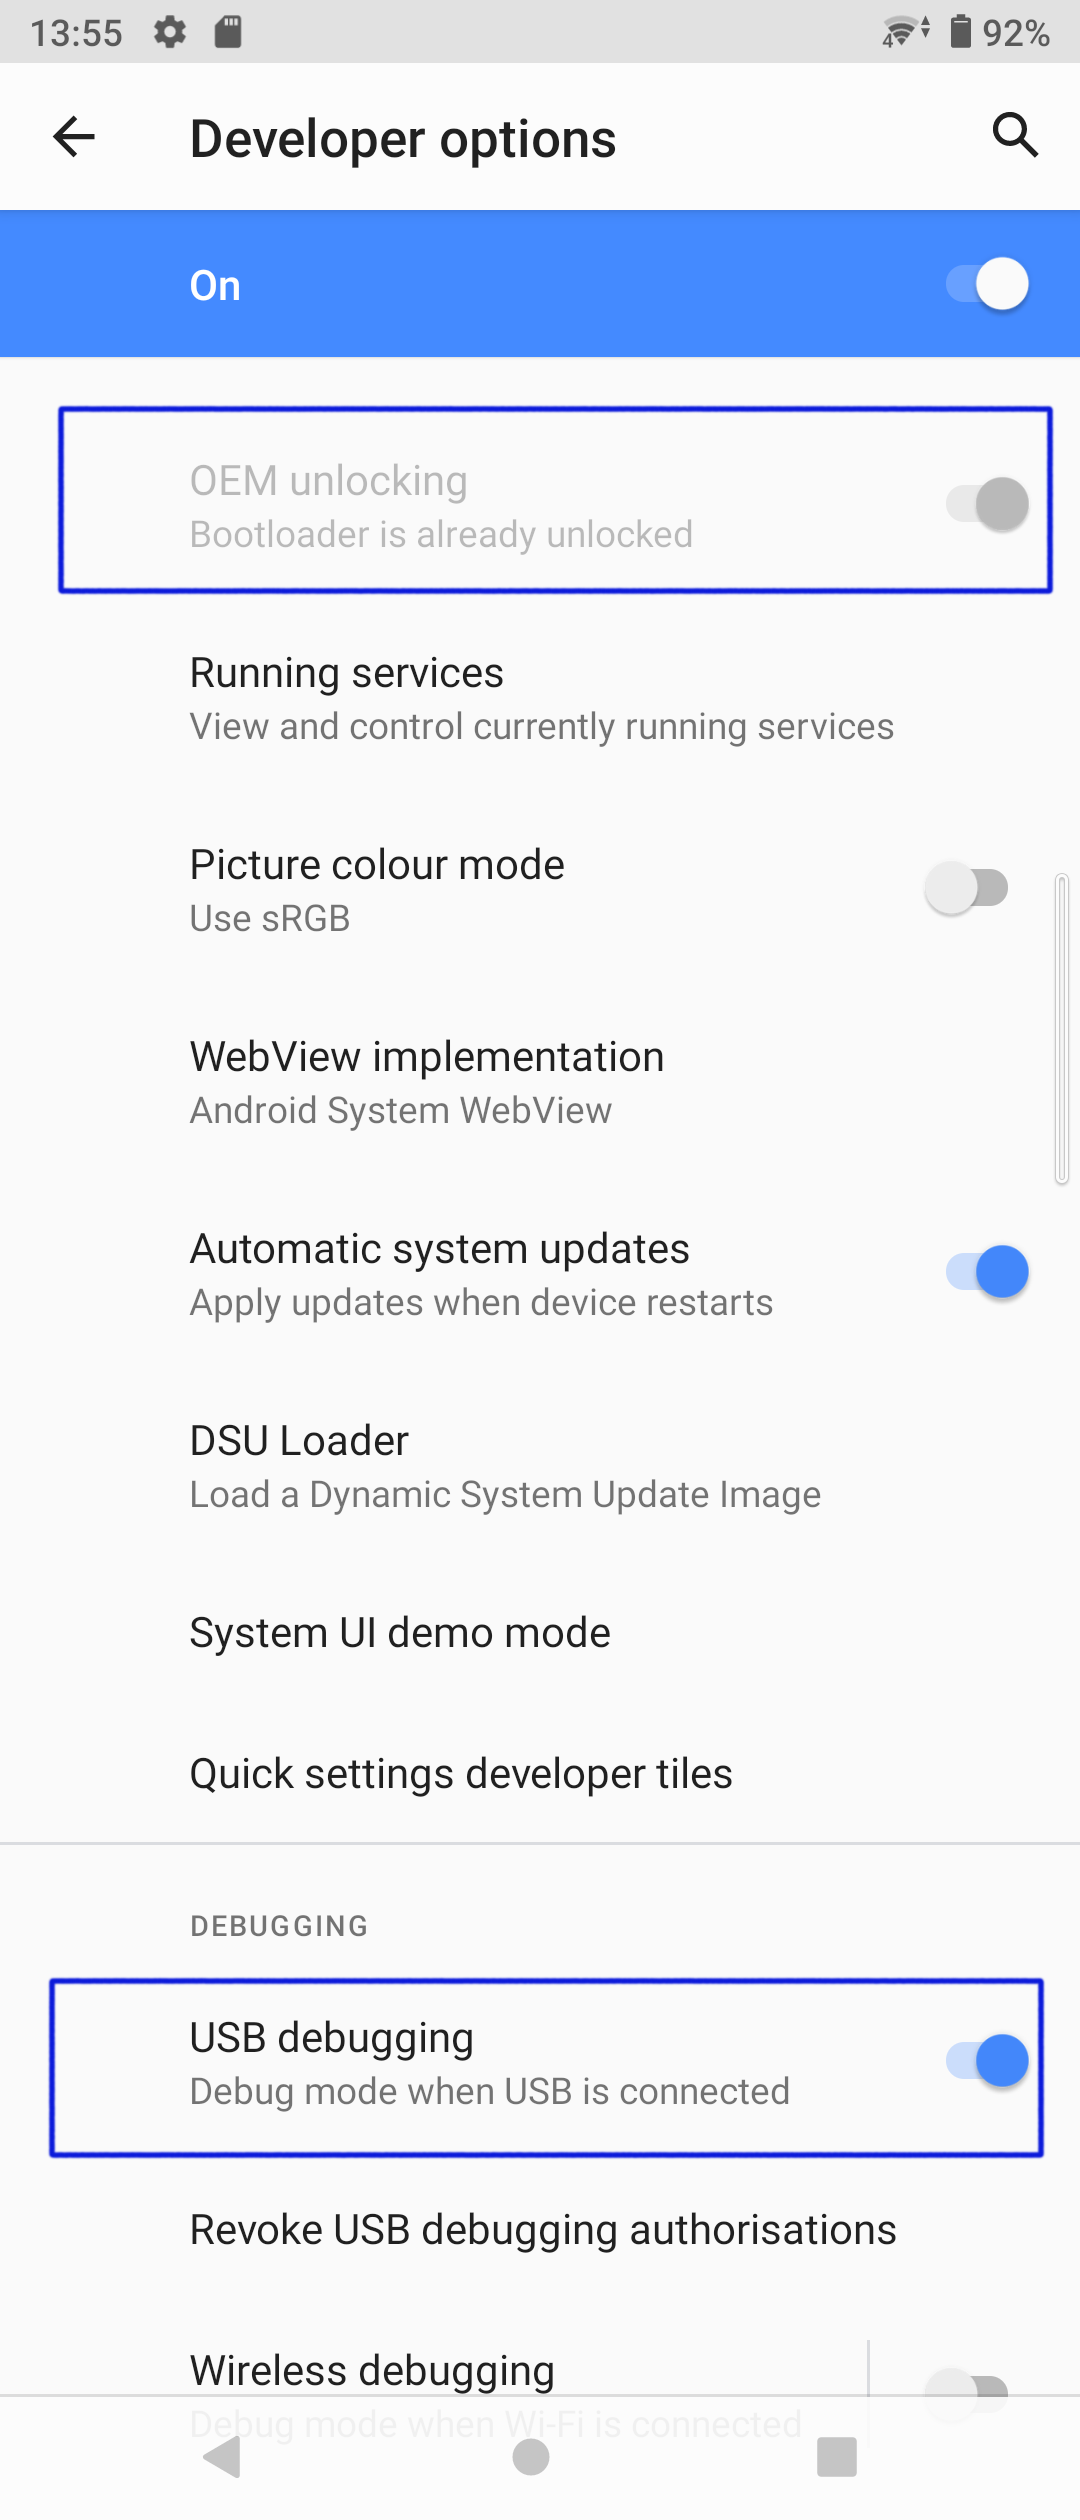 13:55 4 92%
Developer options
On
OEM unlocking
Bootloader is already unlocked
Running services
View and control currently running services
Picture colour mode
Use sRGB
WebView implementation
Android System WebView
Automatic system updates
Apply updates when device restarts
DSU Loader
Load a Dynamic System Update Image
System UI demo mode
Quick settings developer tiles
DEBUGGING
USB debugging
Debug mode when USB is connected
Revoke USB debugging authorisations
Wireless debugging
Debug mode when Wi-Fi is connected